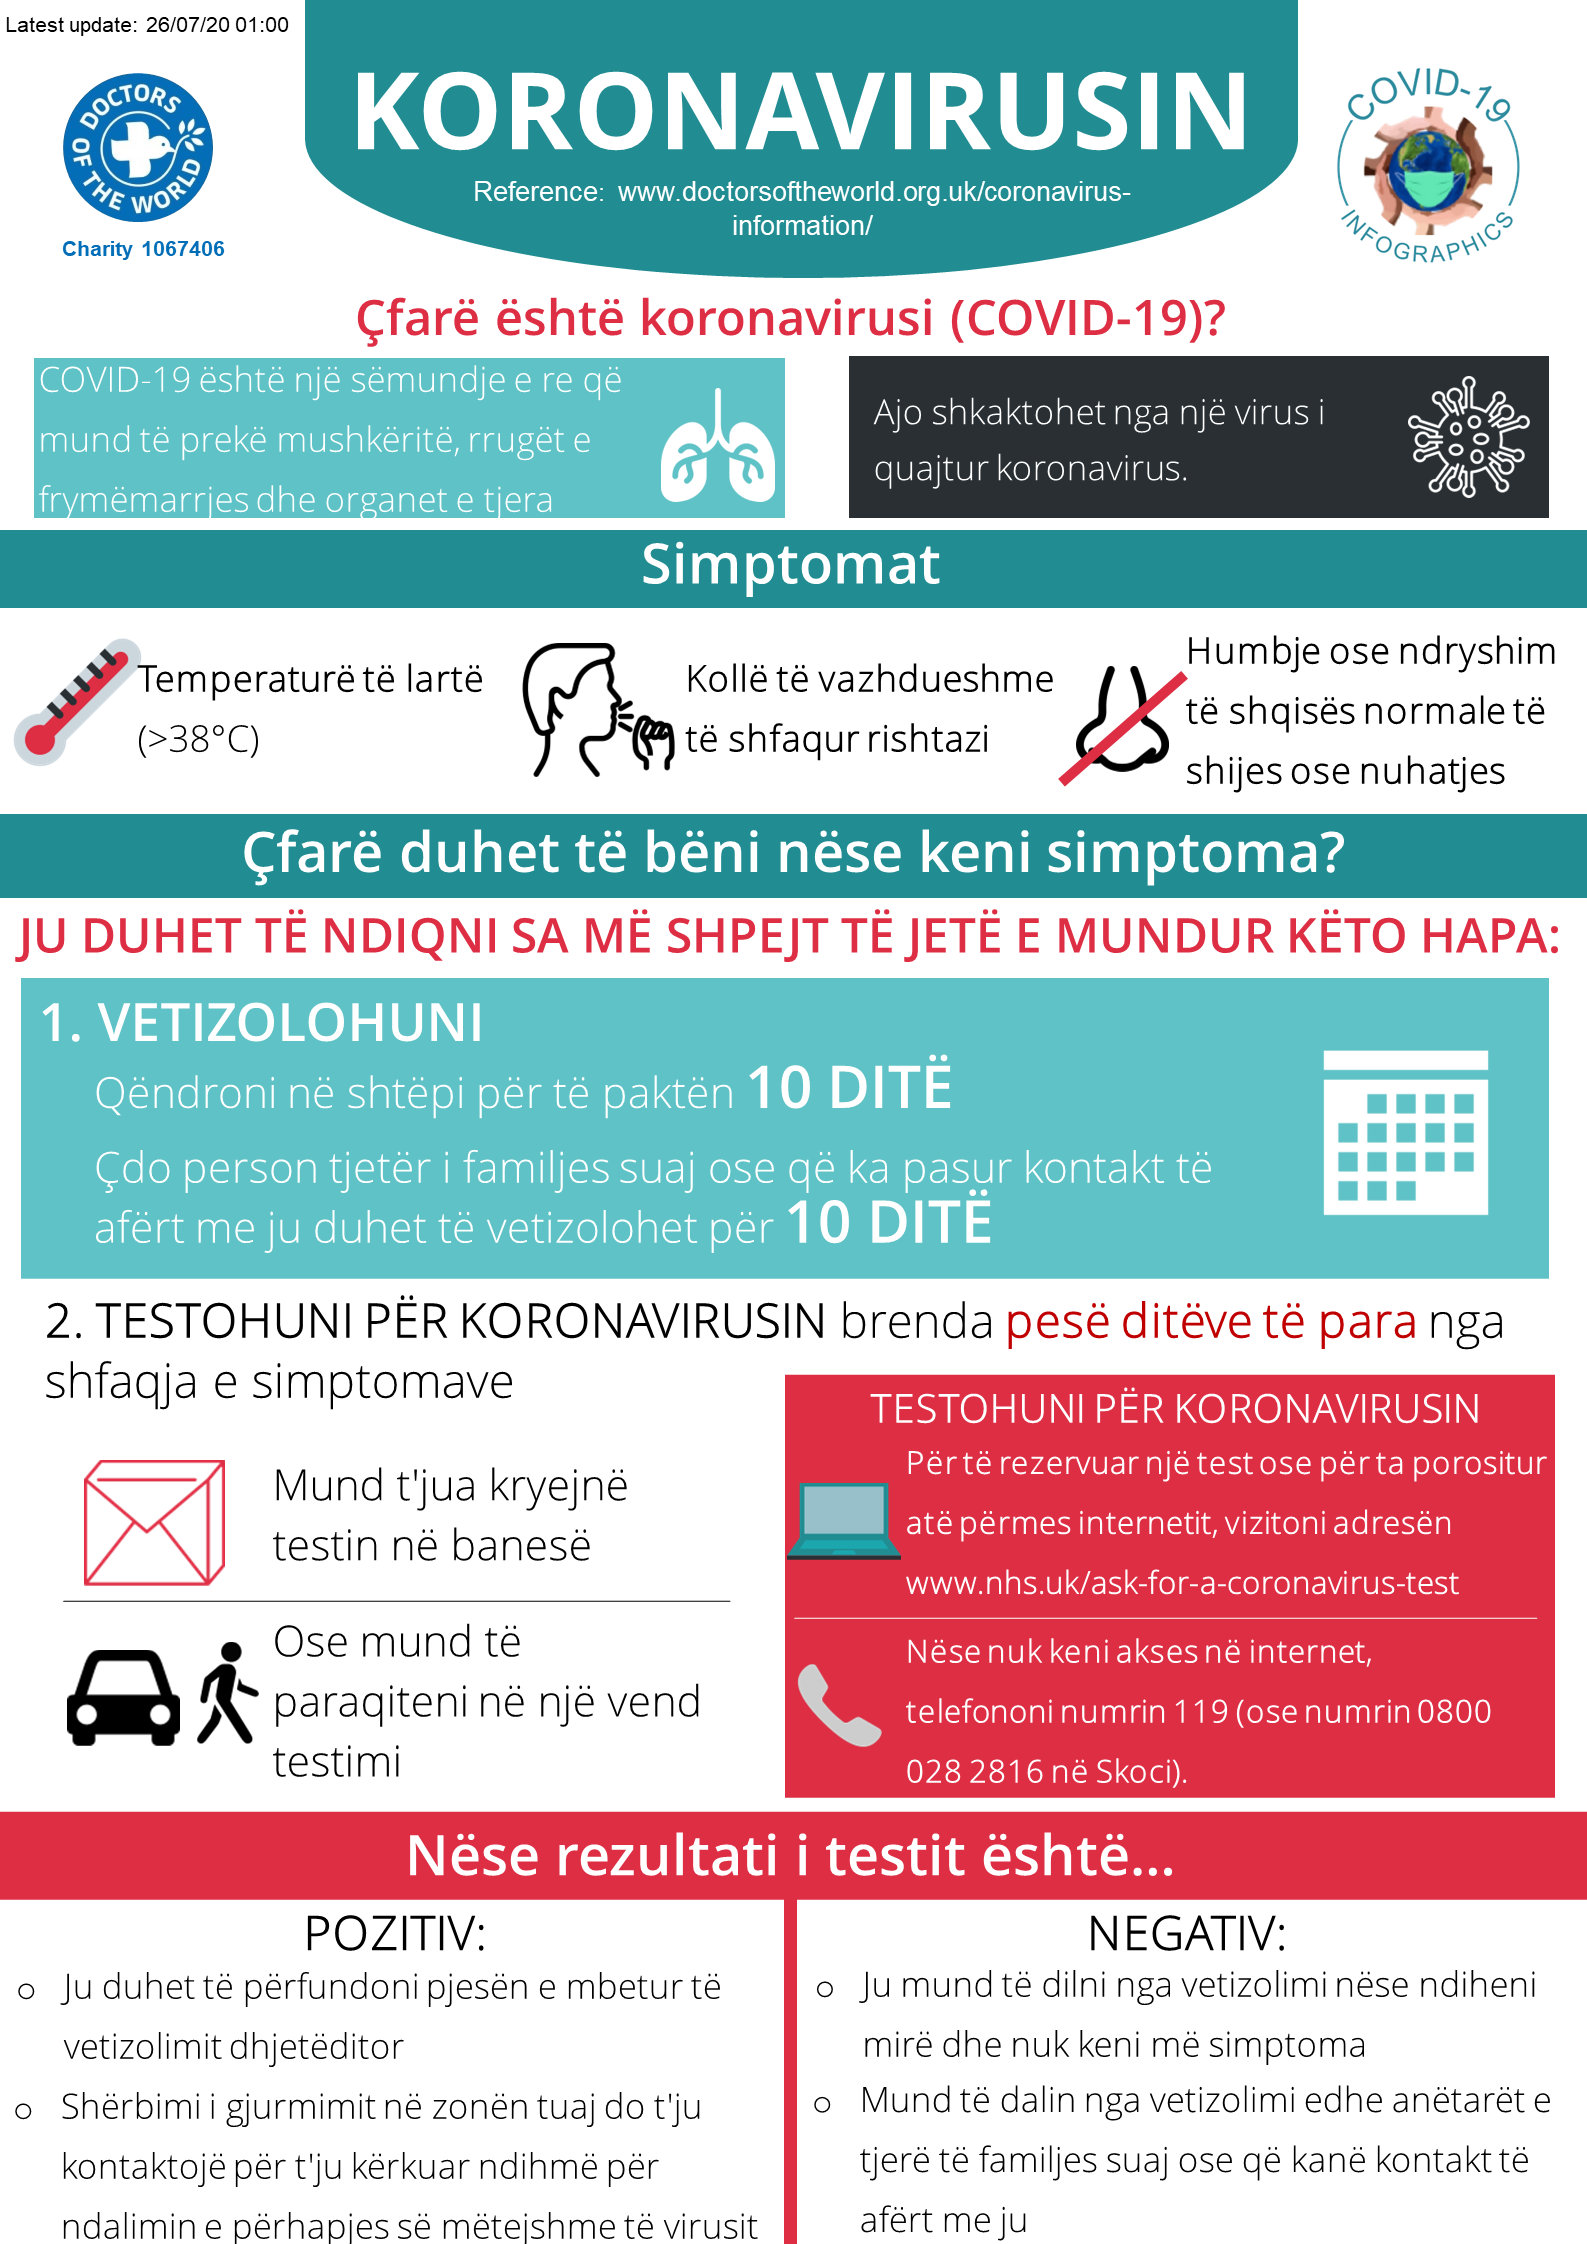 Latest update: 26/07/20 01:00
DOCTORS OF THE WORLD
Charity 1067406
KORONAVIRUSIN
Reference: www.doctorsoftheworld.org.uk/coronavirus-
information/
COVID-19
INFOGRAPHICS
Çfarë është koronavirusi (COVID-19)?
COVID-19 është një sëmundje e re që
mund të prekë mushkëritë, rrugët e
frymëmarrjes dhe organet e tjera
Ajo shkaktohet nga një virus i
quajtur koronavirus.
Simptomat
Temperaturë të lartë
(>38°C)
Kollë të vazhdueshme
të shfaqur rishtazi
Humbje ose ndryshim
të shqisës normale të
shijes ose nuhatjes
Çfarë duhet të bëni nëse keni simptoma?
JU DUHET TË NDIQNI SA MË SHPEJT TË JETË E MUNDUR KËTO HAPA:
1. VETIZOLOHUNI
Qëndroni në shtëpi për të paktën 10 DITË
Çdo person tjetër i familjes suaj ose që ka pasur kontakt të
afërt me ju duhet të vetizolohet për 10 DITË
2. TESTOHUNI PËR KORONAVIRUSIN brenda pesë ditëve të para nga
shfaqja e simptomave
Mund t'jua kryejnë
testin në banesë
Ose mund të
paraqiteni në një vend
testimi
TESTOHUNI PËR KORONAVIRUSIN
Për të rezervuar një test ose për ta porositur
atë përmes internetit, vizitoni adresën
www.nhs.uk/ask-for-a-coronavirus-test
Nëse nuk keni akses në internet,
telefononi numrin 119 (ose numrin 0800
028 2816 në Skoci).
Nëse rezultati i testit është...
POZITIV:
o Ju duhet të përfundoni pjesën e mbetur të
vetizolimit dhjetëditor
o Shërbimi i gjurmimit në zonën tuaj do t'ju
kontaktojë për t'ju kërkuar ndihmë për
ndalimin e përhapjes së mëtejshme të virusit
NEGATIV:
o Ju mund të dilni nga vetizolimi nëse ndiheni
mirë dhe nuk keni më simptoma
o Mund të dalin nga vetizolimi edhe anëtarët e
tjerë të familjes suaj ose që kanë kontakt të
afërt me ju